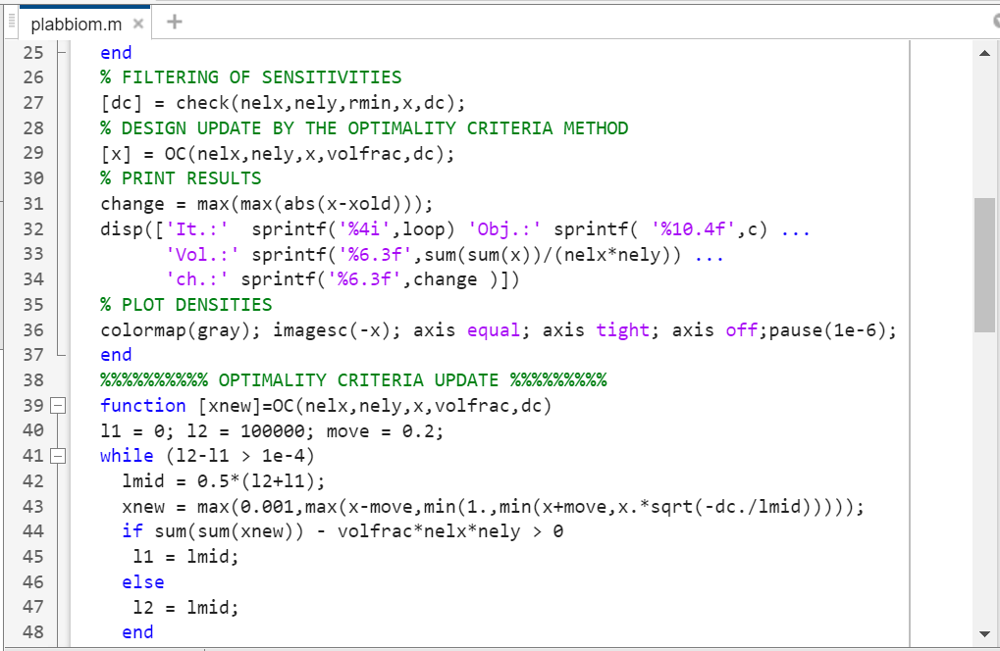 plabbiom.m
25 end
26 % FILTERING OF SENSITIVITIES
27 [dc] = check(nelx,nely,rmin,x,dc);
28 % DESIGN UPDATE BY THE OPTIMALITY CRITERIA METHOD
29 [x] = OC(nelx,nely,x,volfrac,dc);
30 % PRINT RESULTS
31 change = max(max(abs(x-xold)));
32 disp(['It.:'  sprintf('%4i',loop) 'Obj.:' sprintf( '%10.4f',c) ...
33       'Vol.:' sprintf('%6.3f',sum(sum(x))/(nelx*nely)) ...
34       'ch.:' sprintf('%6.3f',change )])
35 % PLOT DENSITIES
36 colormap(gray); imagesc(-x); axis equal; axis tight; axis off;pause(1e-6);
37 end
38 %%%%%%%%%% OPTIMALITY CRITERIA UPDATE %%%%%%%%%
39 function [xnew]=OC(nelx,nely,x,volfrac,dc)
40 l1 = 0; l2 = 100000; move = 0.2;
41 while (l2-l1 > 1e-4)
42   lmid = 0.5*(l2+l1);
43   xnew = max(0.001,max(x-move,min(1.,min(x+move,x.*sqrt(-dc./lmid)))));
44   if sum(sum(xnew)) - volfrac*nelx*nely > 0
45    l1 = lmid;
46   else
47    l2 = lmid;
48   end